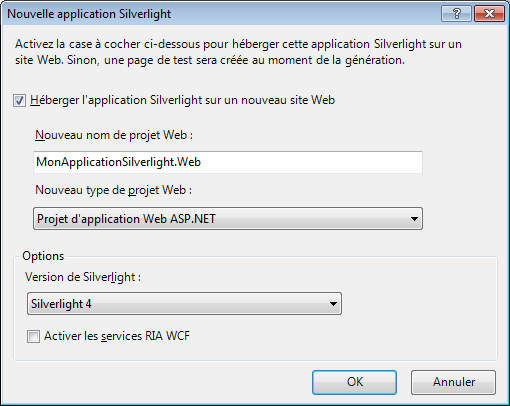 Nouvelle application Silverlight
Activez la case à cocher ci-dessous pour héberger cette application Silverlight sur un
site Web. Sinon, une page de test sera créée au moment de la génération.
Héberger l'application Silverlight sur un nouveau site Web
Nouveau nom de projet Web :
MonApplicationSilverlight.Web
Nouveau type de projet Web :
Projet d'application Web ASP.NET
Options
Version de Silverlight :
Silverlight 4
Activer les services RIA WCF
OK
Annuler